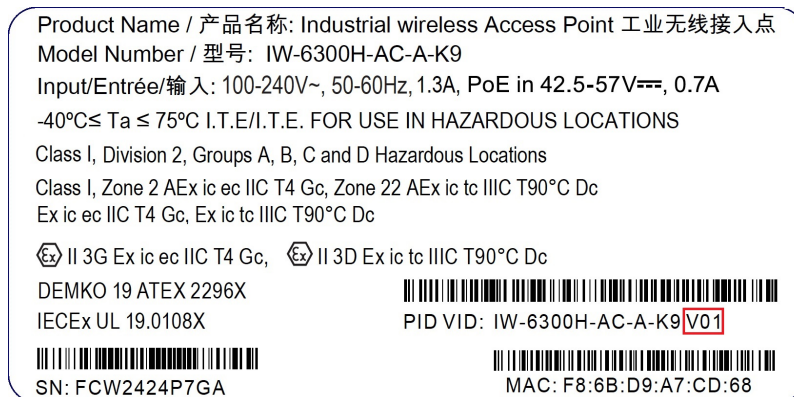 Product Name / 产品名称: Industrial wireless Access Point 工业无线接入点
Model Number / 型号: IW-6300H-AC-A-K9
Input/Entrée/输入: 100-240V~, 50-60Hz, 1.3A, PoE in 42.5-57V⎓, 0.7A
-40ºC≤ Ta ≤ 75ºC I.T.E/I.T.E. FOR USE IN HAZARDOUS LOCATIONS
Class I, Division 2, Groups A, B, C and D Hazardous Locations
Class I, Zone 2 AEx ic ec IIC T4 Gc, Zone 22 AEx ic tc IIIC T90°C Dc
Ex ic ec IIC T4 Gc, Ex ic tc IIIC T90°C Dc
Ex II 3G Ex ic ec IIC T4 Gc, Ex II 3D Ex ic tc IIIC T90°C Dc
DEMKO 19 ATEX 2296X
IECEx UL 19.0108X
PID VID: IW-6300H-AC-A-K9 V01
SN: FCW2424P7GA
MAC: F8:6B:D9:A7:CD:68